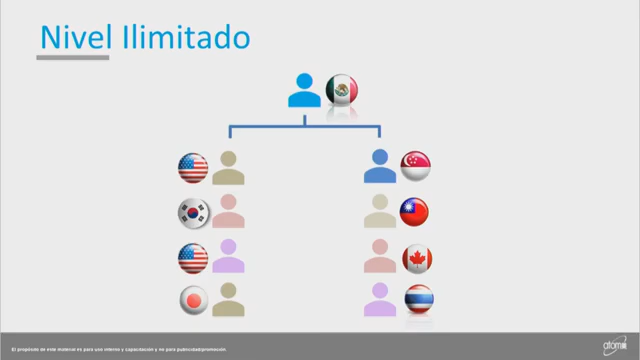 Nivel Ilimitado
El propósito de este material es para uso interno y capacitación y no para publicidad/promoción.
atomy